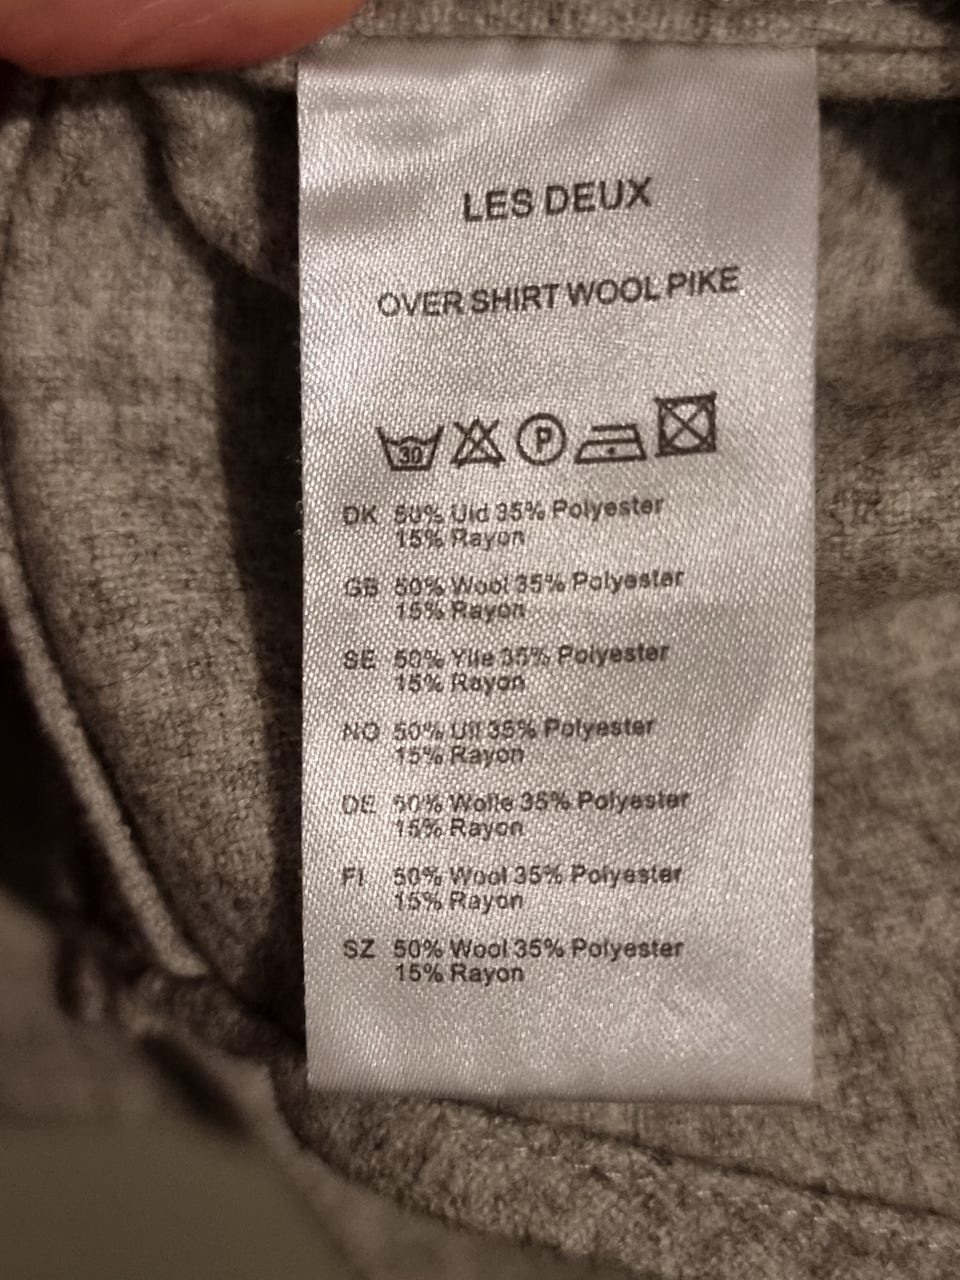 LES DEUX
OVER SHIRT WOOL PIKE
30 P
DK 50% Uld 35% Polyester
15% Rayon
GB 50% Wool 35% Polyester
15% Rayon
SE 50% Ylle 35% Polyester
15% Rayon
NO 50% Ull 35% Polyester
15% Rayon
DE 50% Wolle 35% Polyester
15% Rayon
FI 50% Wool 35% Polyester
15% Rayon
SZ 50% Wool 35% Polyester
15% Rayon